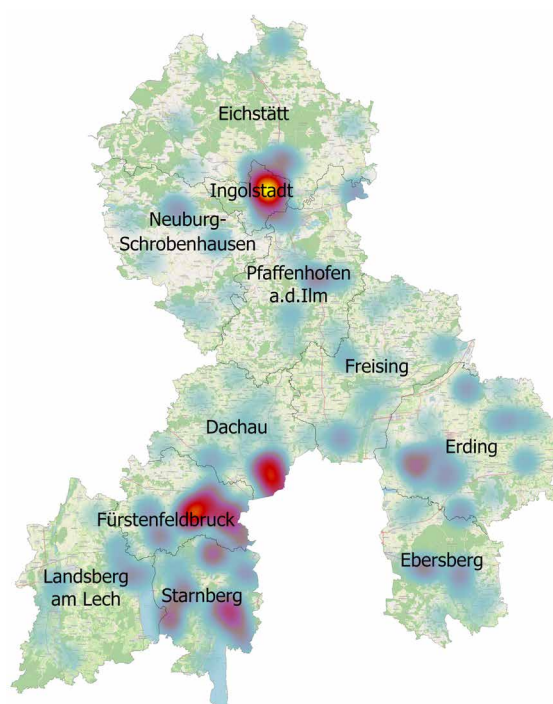 Eichstätt
Ingolstadt
Neuburg-
Schrobenhausen
Pfaffenhofen
a.d.Ilm
Freising
Dachau
Erding
Fürstenfeldbruck
Ebersberg
Landsberg
am Lech
Starnberg